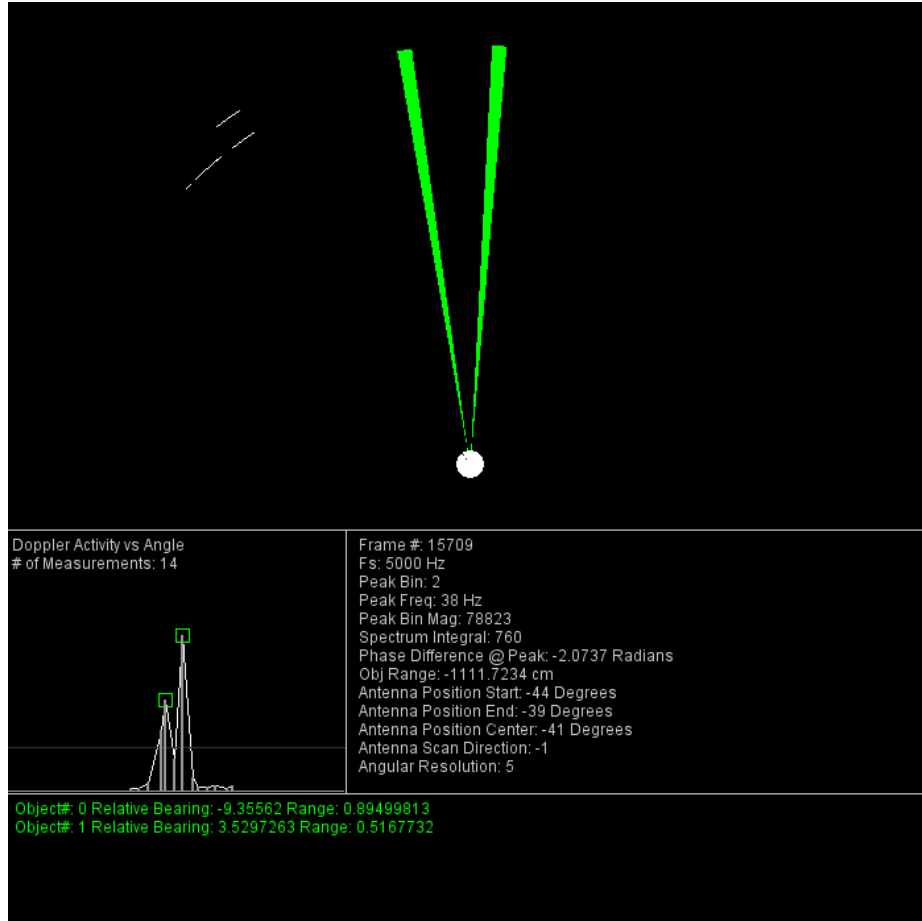 Doppler Activity vs Angle
# of Measurements: 14
Frame #: 15709
Fs: 5000 Hz
Peak Bin: 2
Peak Freq: 38 Hz
Peak Bin Mag: 78823
Spectrum Integral: 760
Phase Difference @ Peak: -2.0737 Radians
Obj Range: -1111.7234 cm
Antenna Position Start: -44 Degrees
Antenna Position End: -39 Degrees
Antenna Position Center: -41 Degrees
Antenna Scan Direction: -1
Angular Resolution: 5
Object#: 0 Relative Bearing: -9.35562 Range: 0.89499813
Object#: 1 Relative Bearing: 3.5297263 Range: 0.5167732